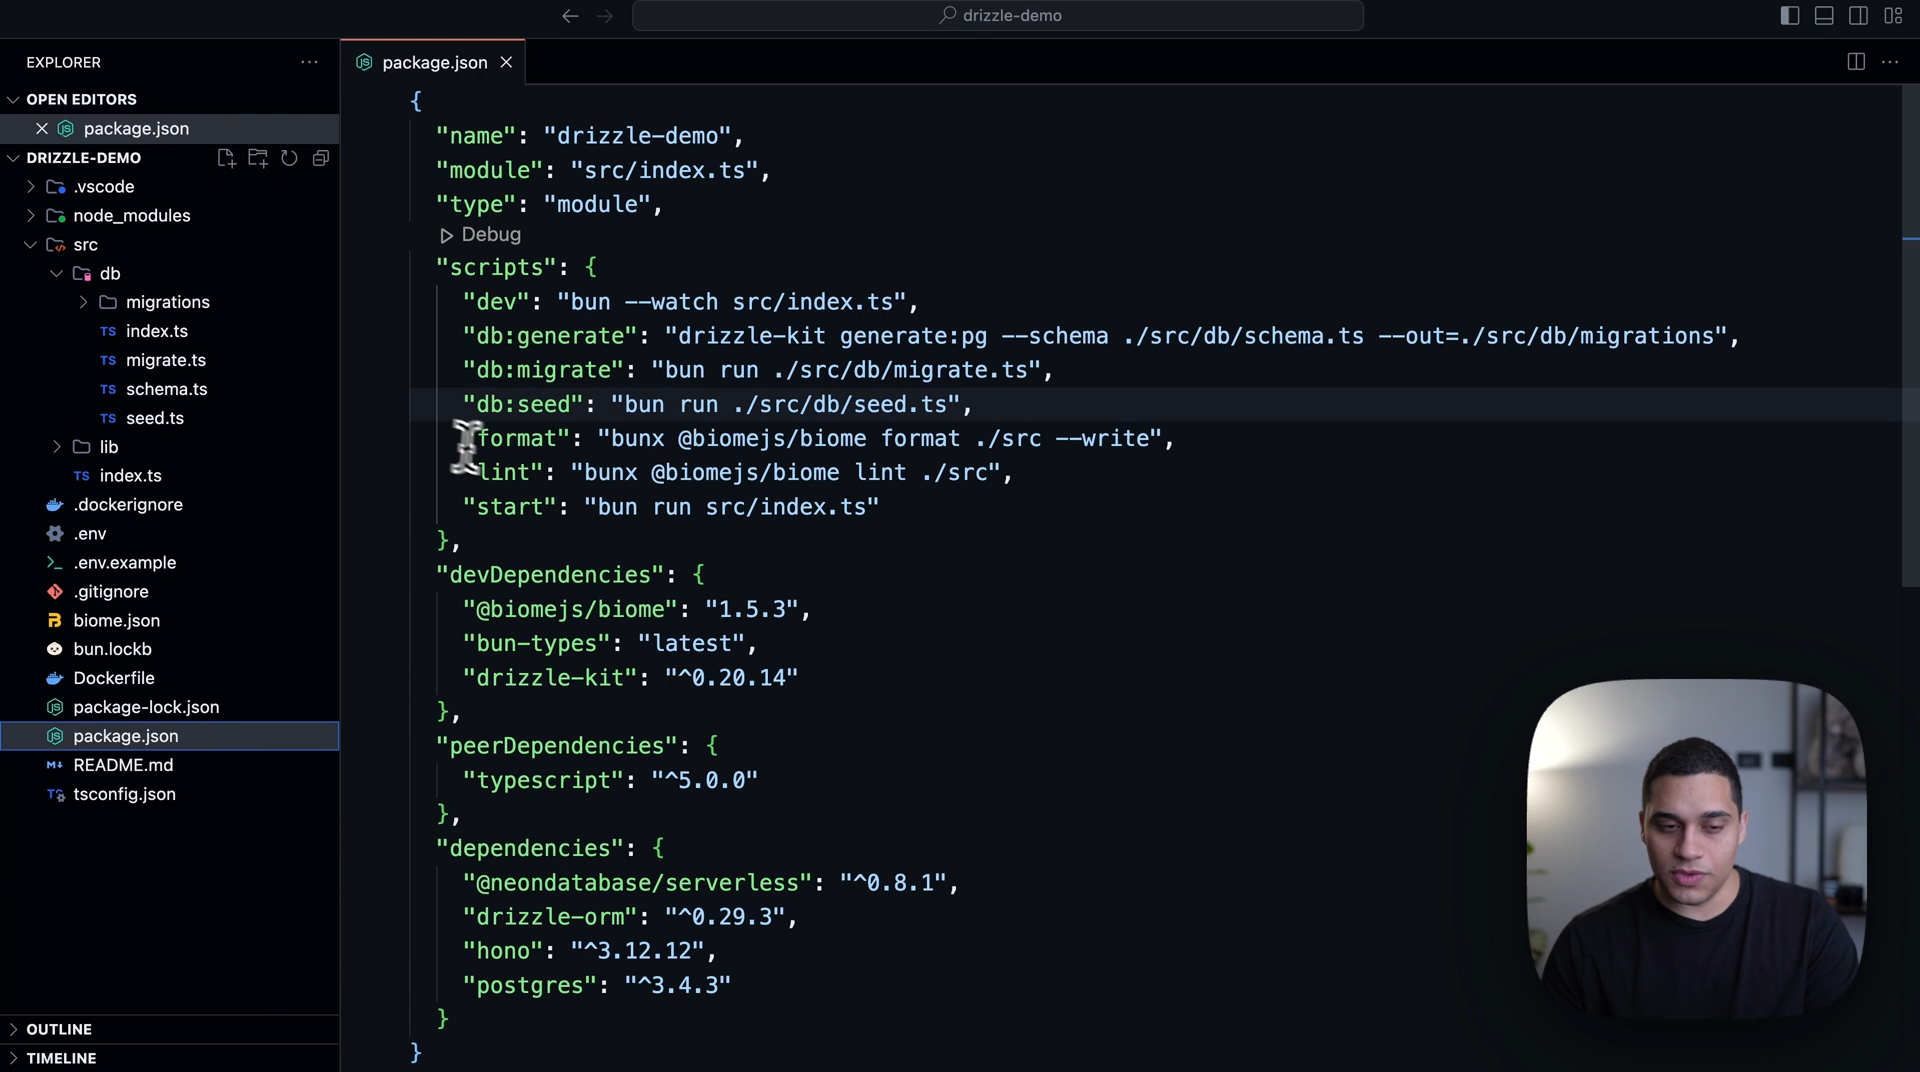 drizzle-demo
EXPLORER
package.json
OPEN EDITORS
package.json
DRIZZLE-DEMO
.vscode
node_modules
src
db
migrations
TS index.ts
TS migrate.ts
TS schema.ts
TS seed.ts
lib
TS index.ts
.dockerignore
.env
.env.example
.gitignore
biome.json
bun.lockb
Dockerfile
package-lock.json
package.json
README.md
tsconfig.json
OUTLINE
TIMELINE
{
"name": "drizzle-demo",
"module": "src/index.ts",
"type": "module",
Debug
"scripts": {
"dev": "bun --watch src/index.ts",
"db:generate": "drizzle-kit generate:pg --schema ./src/db/schema.ts --out=./src/db/migrations",
"db:migrate": "bun run ./src/db/migrate.ts",
"db:seed": "bun run ./src/db/seed.ts",
format": "bunx @biomejs/biome format ./src --write",
lint": "bunx @biomejs/biome lint ./src",
"start": "bun run src/index.ts"
},
"devDependencies": {
"@biomejs/biome": "1.5.3",
"bun-types": "latest",
"drizzle-kit": "^0.20.14"
},
"peerDependencies": {
"typescript": "^5.0.0"
},
"dependencies": {
"@neondatabase/serverless": "^0.8.1",
"drizzle-orm": "^0.29.3",
"hono": "^3.12.12",
"postgres": "^3.4.3"
}
}